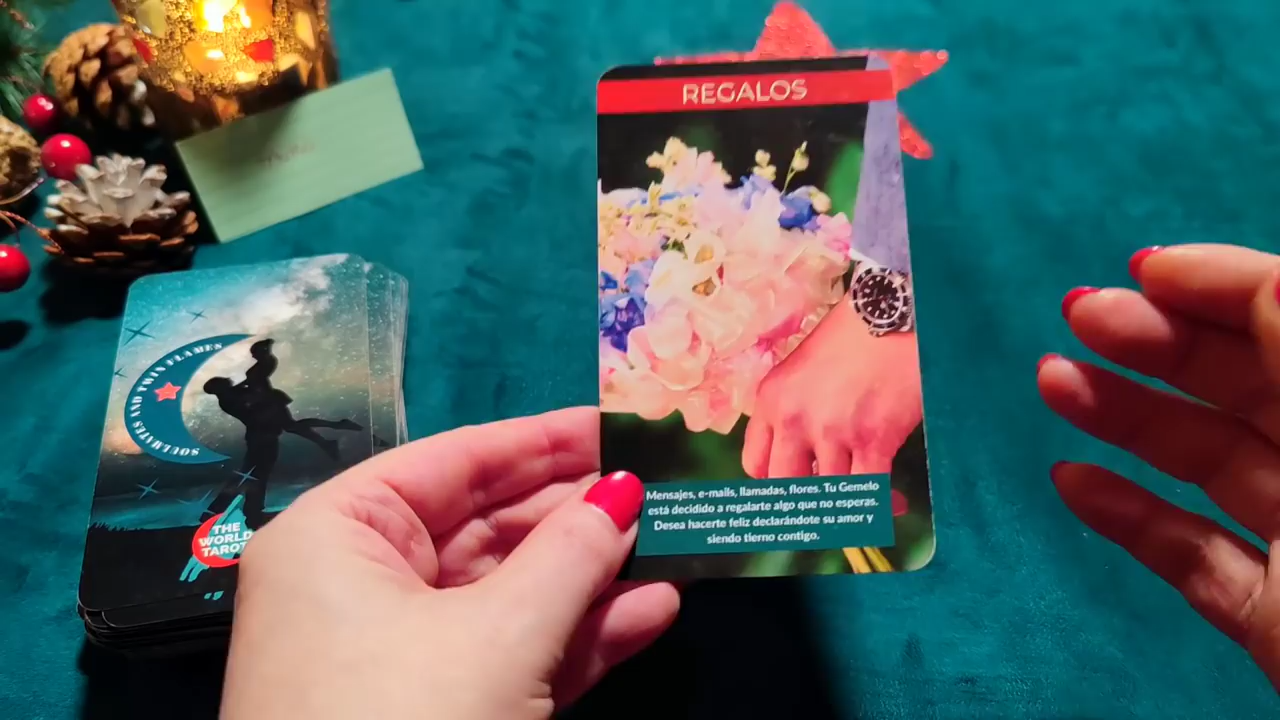 REGALOS
Mensajes, e-mails, llamadas, flores. Tu Gemelo
está decidido a regalarte algo que no esperas.
Desea hacerte feliz declarándote su amor y
siendo tierno contigo.
SOULMATES AND TWIN FLAMES
THE
WORLD
TAROT